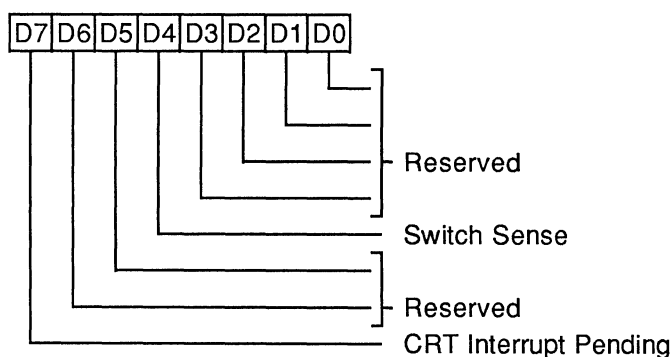 D7 D6 D5 D4 D3 D2 D1 D0
Reserved
Switch Sense
Reserved
CRT Interrupt Pending